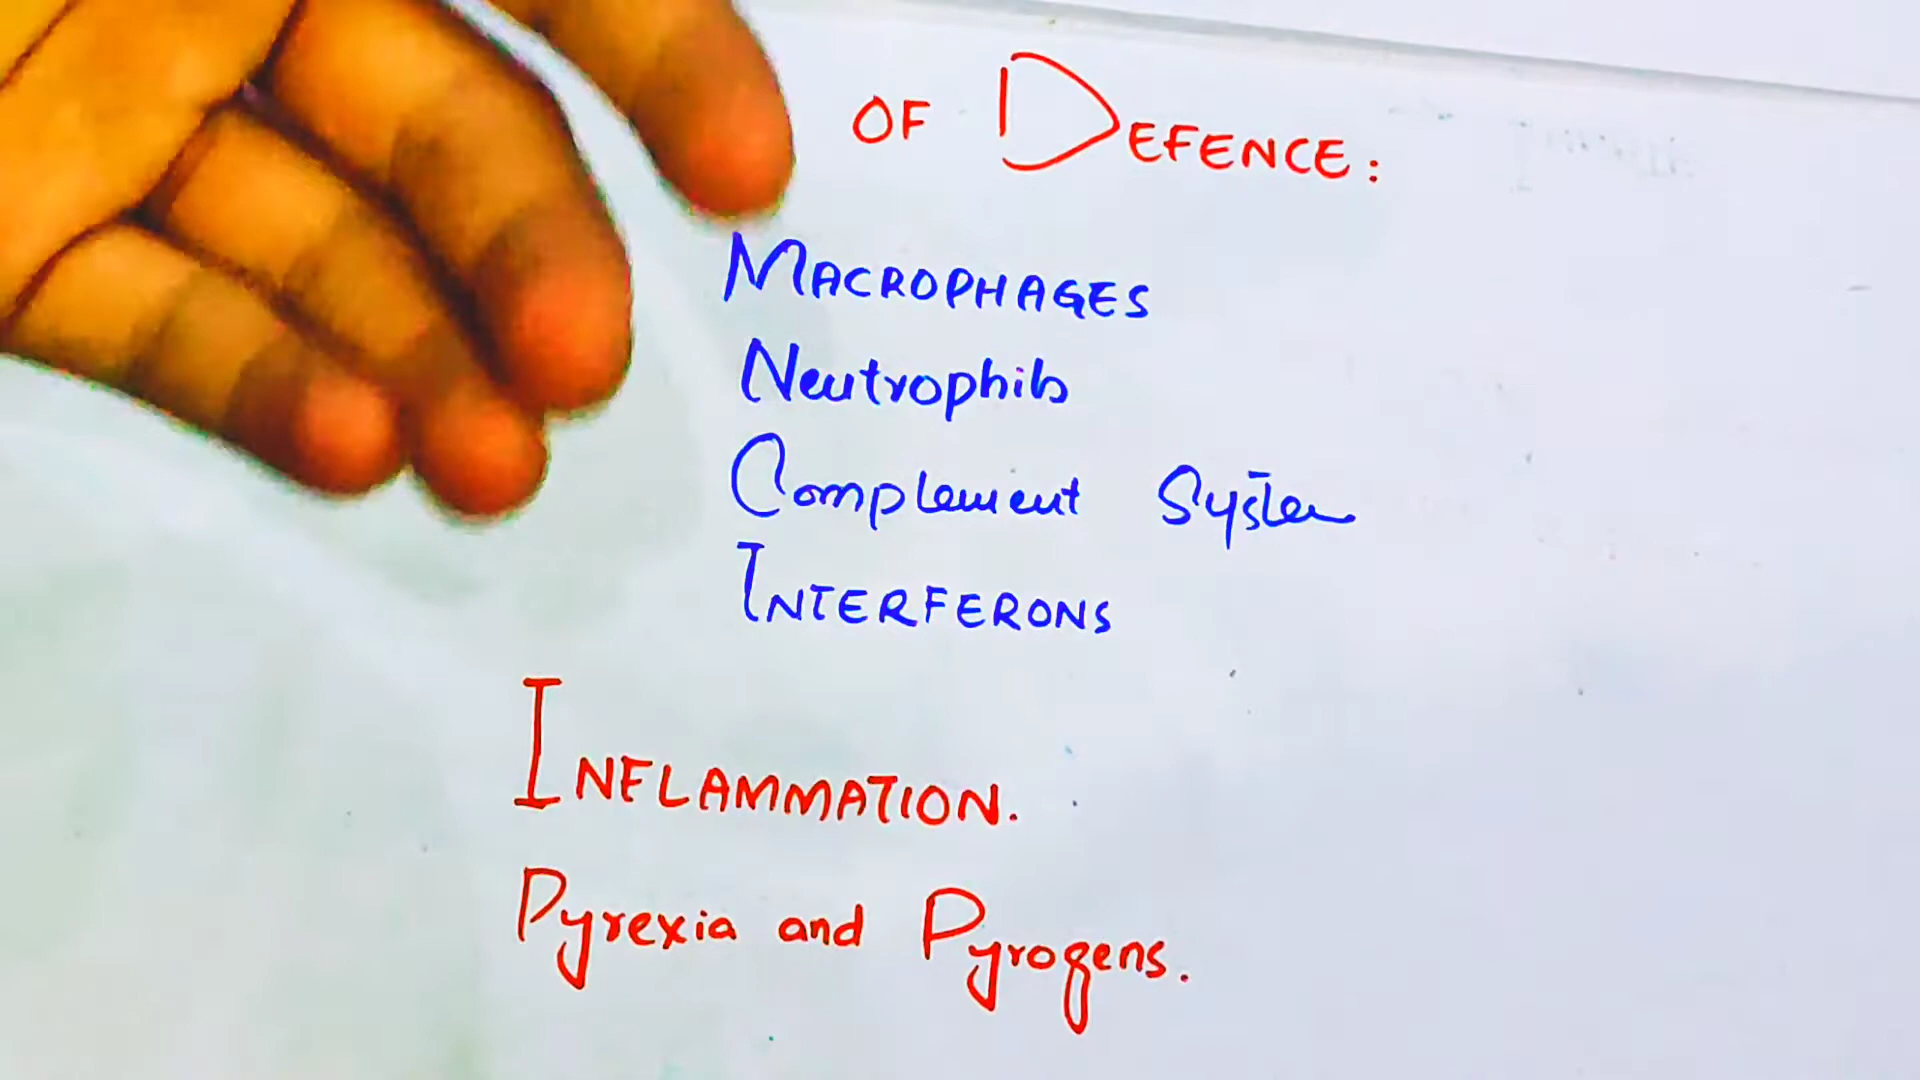 OF DEFENCE:
MACROPHAGES
Neutrophils
Complement System
INTERFERONS
INFLAMMATION.
Pyrexia and Pyrogens.